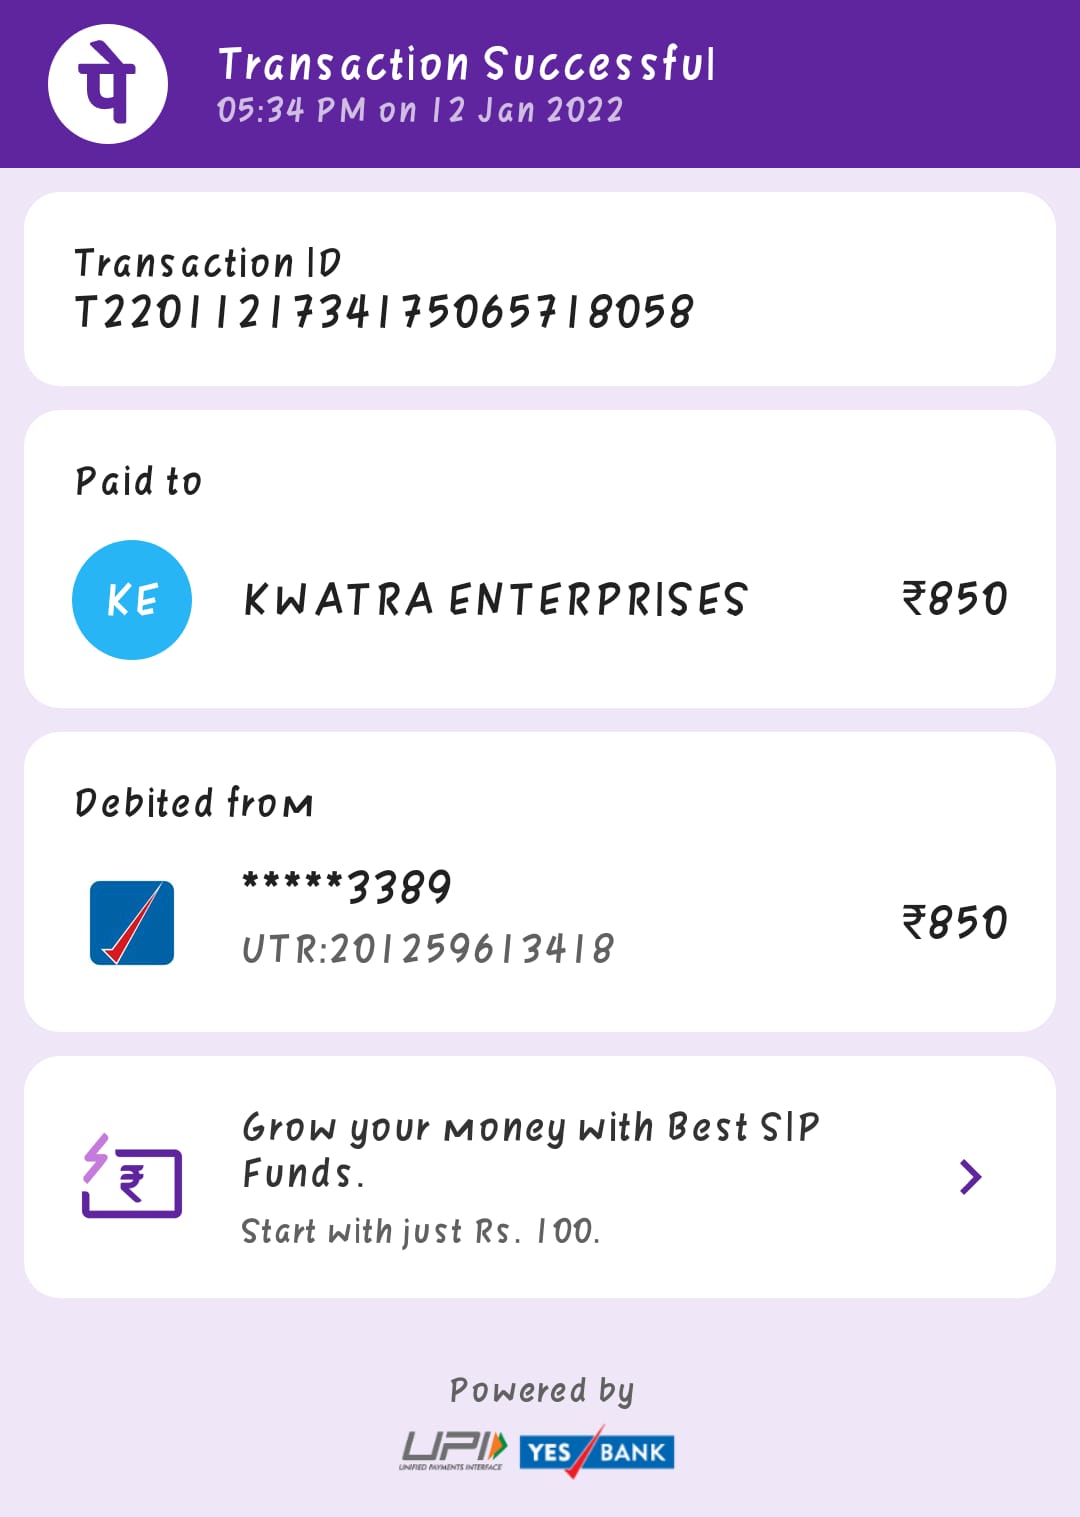 पे
Transaction Successful
05:34 PM on 12 Jan 2022
Transaction ID
T2201121734175065718058
Paid to
KE
KWATRA ENTERPRISES
₹850
Debited from
*****3389
₹850
UTR:201259613418
Grow your money with Best SIP
Funds.
Start with just Rs. 100.
₹
Powered by
UPI
UNIFIED PAYMENTS INTERFACE
YES BANK